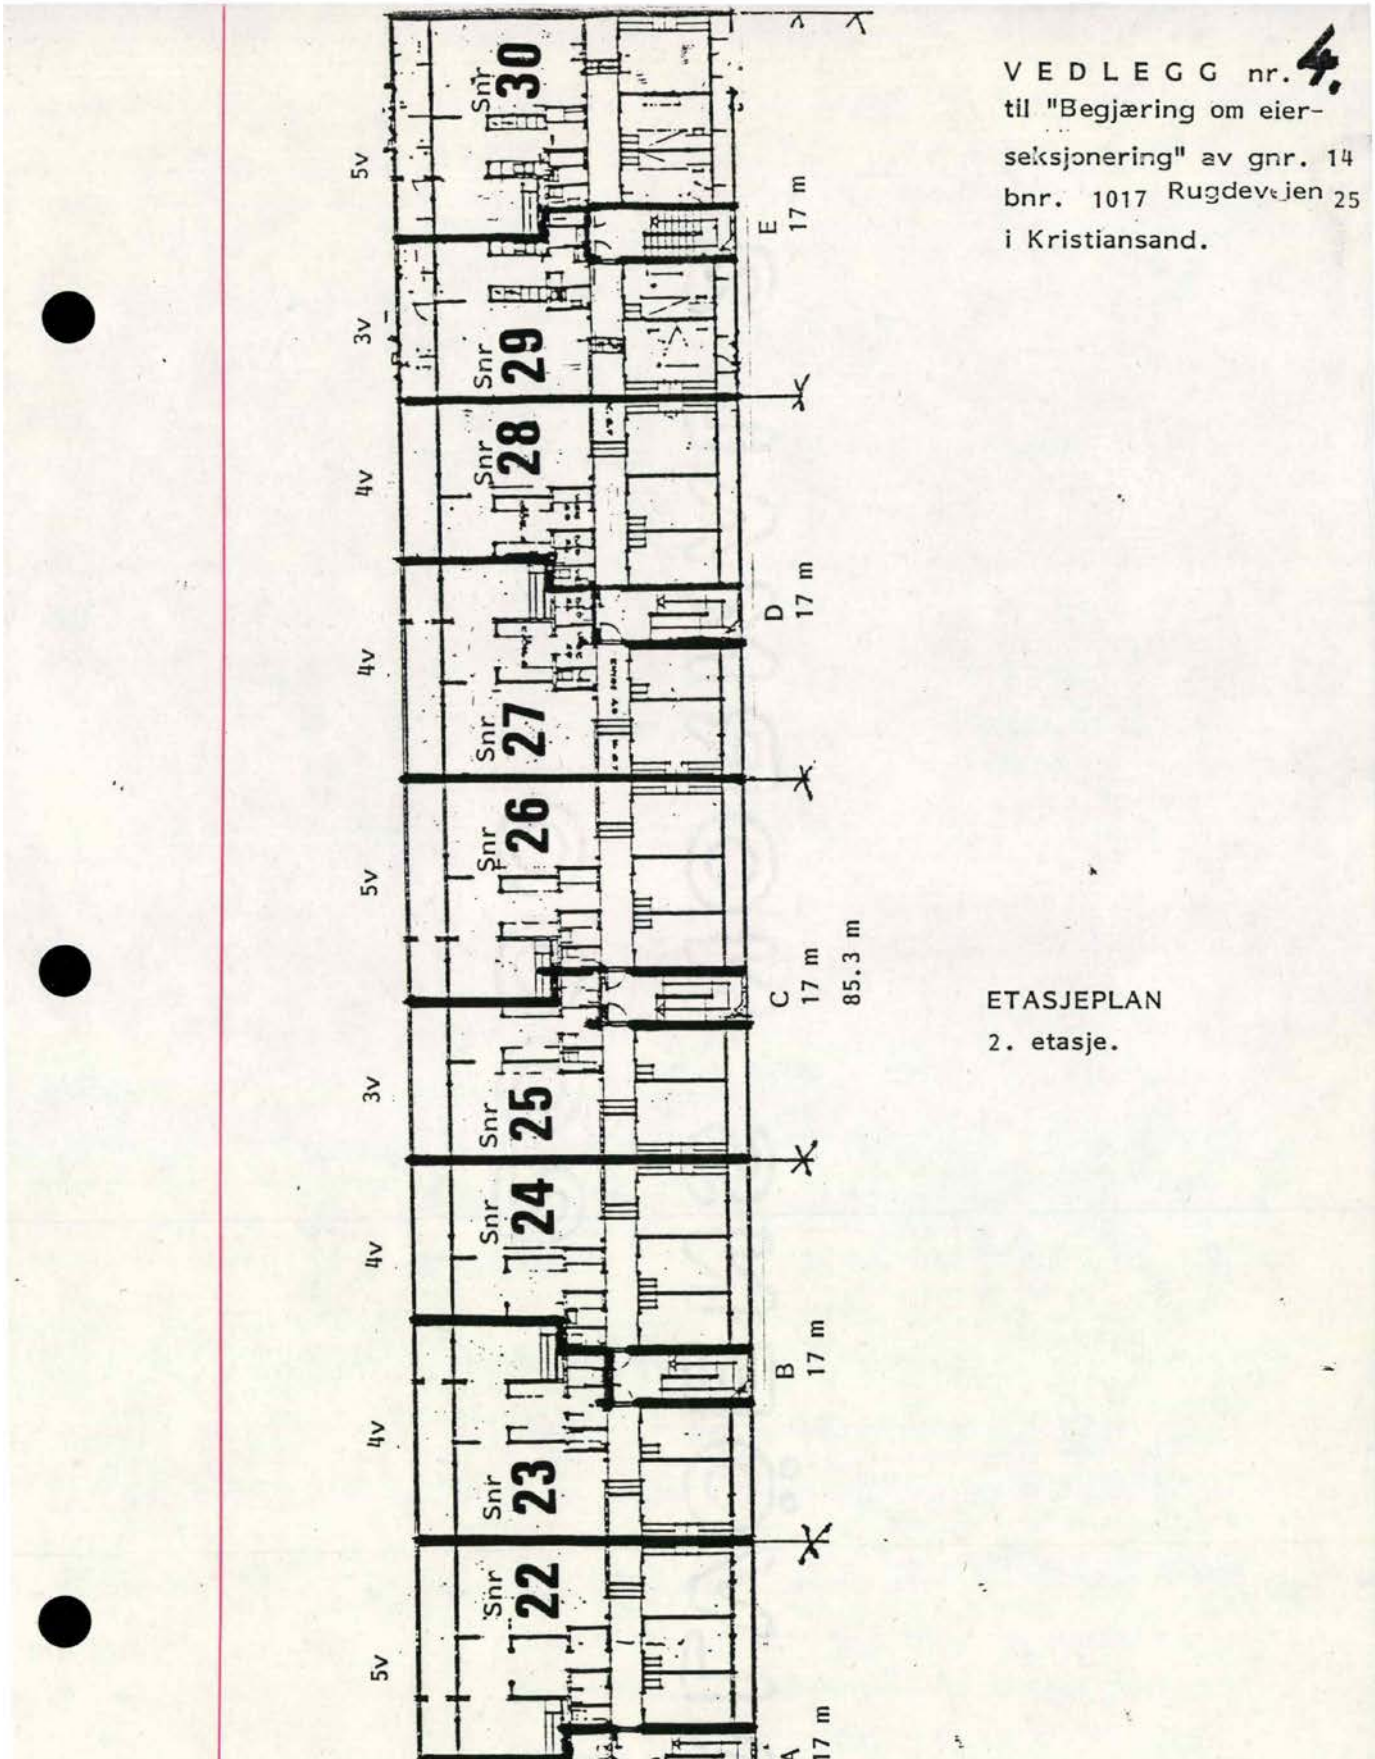 VEDLEGG nr. 4.
til "Begjæring om eier-
seksjonering" av gnr. 14
bnr. 1017 Rugdeveien 25
i Kristiansand.
ETASJEPLAN
2. etasje.
5v
Snr
30
E
17 m
3v
Snr
29
4v
Snr
28
D
17 m
4v
Snr
27
5v
Snr
26
C
17 m
85.3 m
3v
Snr
25
4v
Snr
24
B
17 m
4v
Snr
23
5v
Snr
22
A
17 m